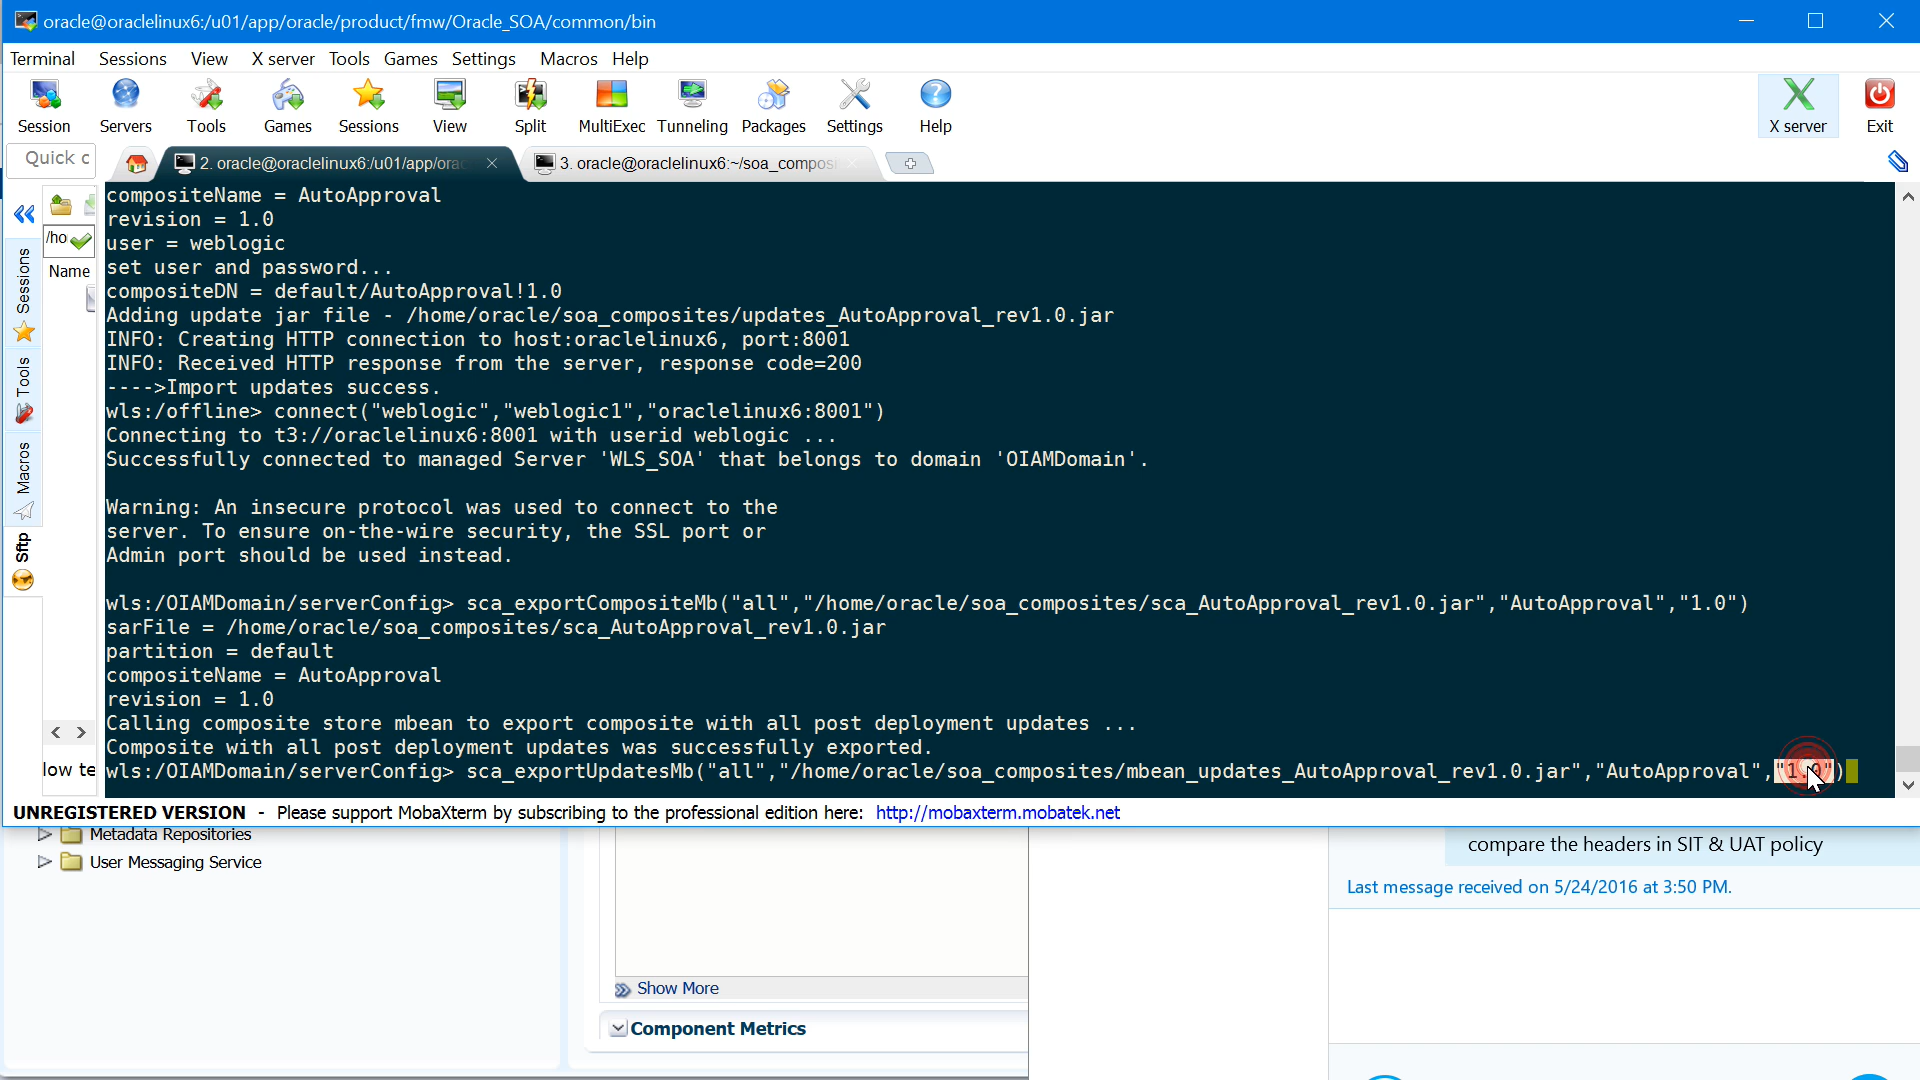 oracle@oraclelinux6:/u01/app/oracle/product/fmw/Oracle_SOA/common/bin
Terminal Sessions View X server Tools Games Settings Macros Help
Session Servers Tools Games Sessions View Split MultiExec Tunneling Packages Settings Help X server Exit
Quick c
2. oracle@oraclelinux6:/u01/app/orac
3. oracle@oraclelinux6:~/soa_compos
/ho
Name
Sessions
Tools
Macros
Sftp
low te
compositeName = AutoApproval
revision = 1.0
user = weblogic
set user and password...
compositeDN = default/AutoApproval!1.0
Adding update jar file - /home/oracle/soa_composites/updates_AutoApproval_rev1.0.jar
INFO: Creating HTTP connection to host:oraclelinux6, port:8001
INFO: Received HTTP response from the server, response code=200
---->Import updates success.
wls:/offline> connect("weblogic","weblogic1","oraclelinux6:8001")
Connecting to t3://oraclelinux6:8001 with userid weblogic ...
Successfully connected to managed Server 'WLS_SOA' that belongs to domain 'OIAMDomain'.
Warning: An insecure protocol was used to connect to the
server. To ensure on-the-wire security, the SSL port or
Admin port should be used instead.
wls:/OIAMDomain/serverConfig> sca_exportCompositeMb("all","/home/oracle/soa_composites/sca_AutoApproval_rev1.0.jar","AutoApproval","1.0")
sarFile = /home/oracle/soa_composites/sca_AutoApproval_rev1.0.jar
partition = default
compositeName = AutoApproval
revision = 1.0
Calling composite store mbean to export composite with all post deployment updates ...
Composite with all post deployment updates was successfully exported.
wls:/OIAMDomain/serverConfig> sca_exportUpdatesMb("all","/home/oracle/soa_composites/mbean_updates_AutoApproval_rev1.0.jar","AutoApproval","1.0")
UNREGISTERED VERSION - Please support MobaXterm by subscribing to the professional edition here: http://mobaxterm.mobatek.net
Metadata Repositories
User Messaging Service
Show More
Component Metrics
compare the headers in SIT & UAT policy
Last message received on 5/24/2016 at 3:50 PM.